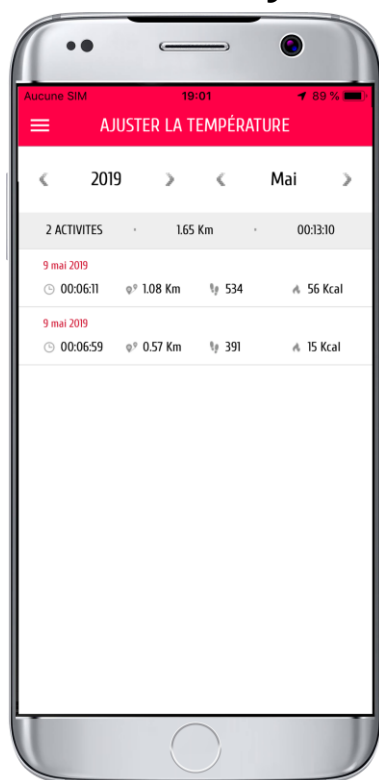 Aucune SIM 19:01 89 %
AJUSTER LA TEMPÉRATURE
2019 Mai
2 ACTIVITES · 1.65 Km · 00:13:10
9 mai 2019
00:06:11 1.08 Km 534 56 Kcal
9 mai 2019
00:06:59 0.57 Km 391 15 Kcal